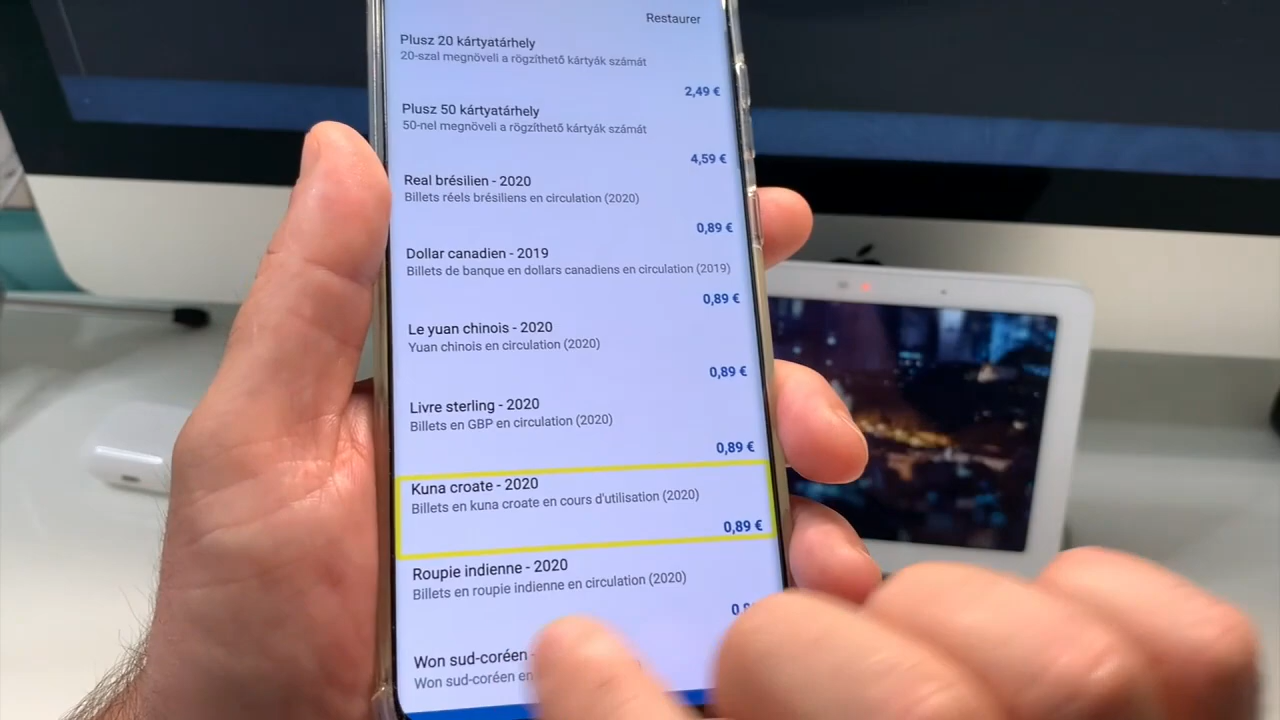 Restaurer
Plusz 20 kártyatárhely
20-szal megnöveli a rögzíthető kártyák számát
2,49 €
Plusz 50 kártyatárhely
50-nel megnöveli a rögzíthető kártyák számát
4,59 €
Real brésilien - 2020
Billets réels brésiliens en circulation (2020)
0,89 €
Dollar canadien - 2019
Billets de banque en dollars canadiens en circulation (2019)
0,89 €
Le yuan chinois - 2020
Yuan chinois en circulation (2020)
0,89 €
Livre sterling - 2020
Billets en GBP en circulation (2020)
0,89 €
Kuna croate - 2020
Billets en kuna croate en cours d'utilisation (2020)
0,89 €
Roupie indienne - 2020
Billets en roupie indienne en circulation (2020)
Won sud-coréen -
Won sud-coréen en